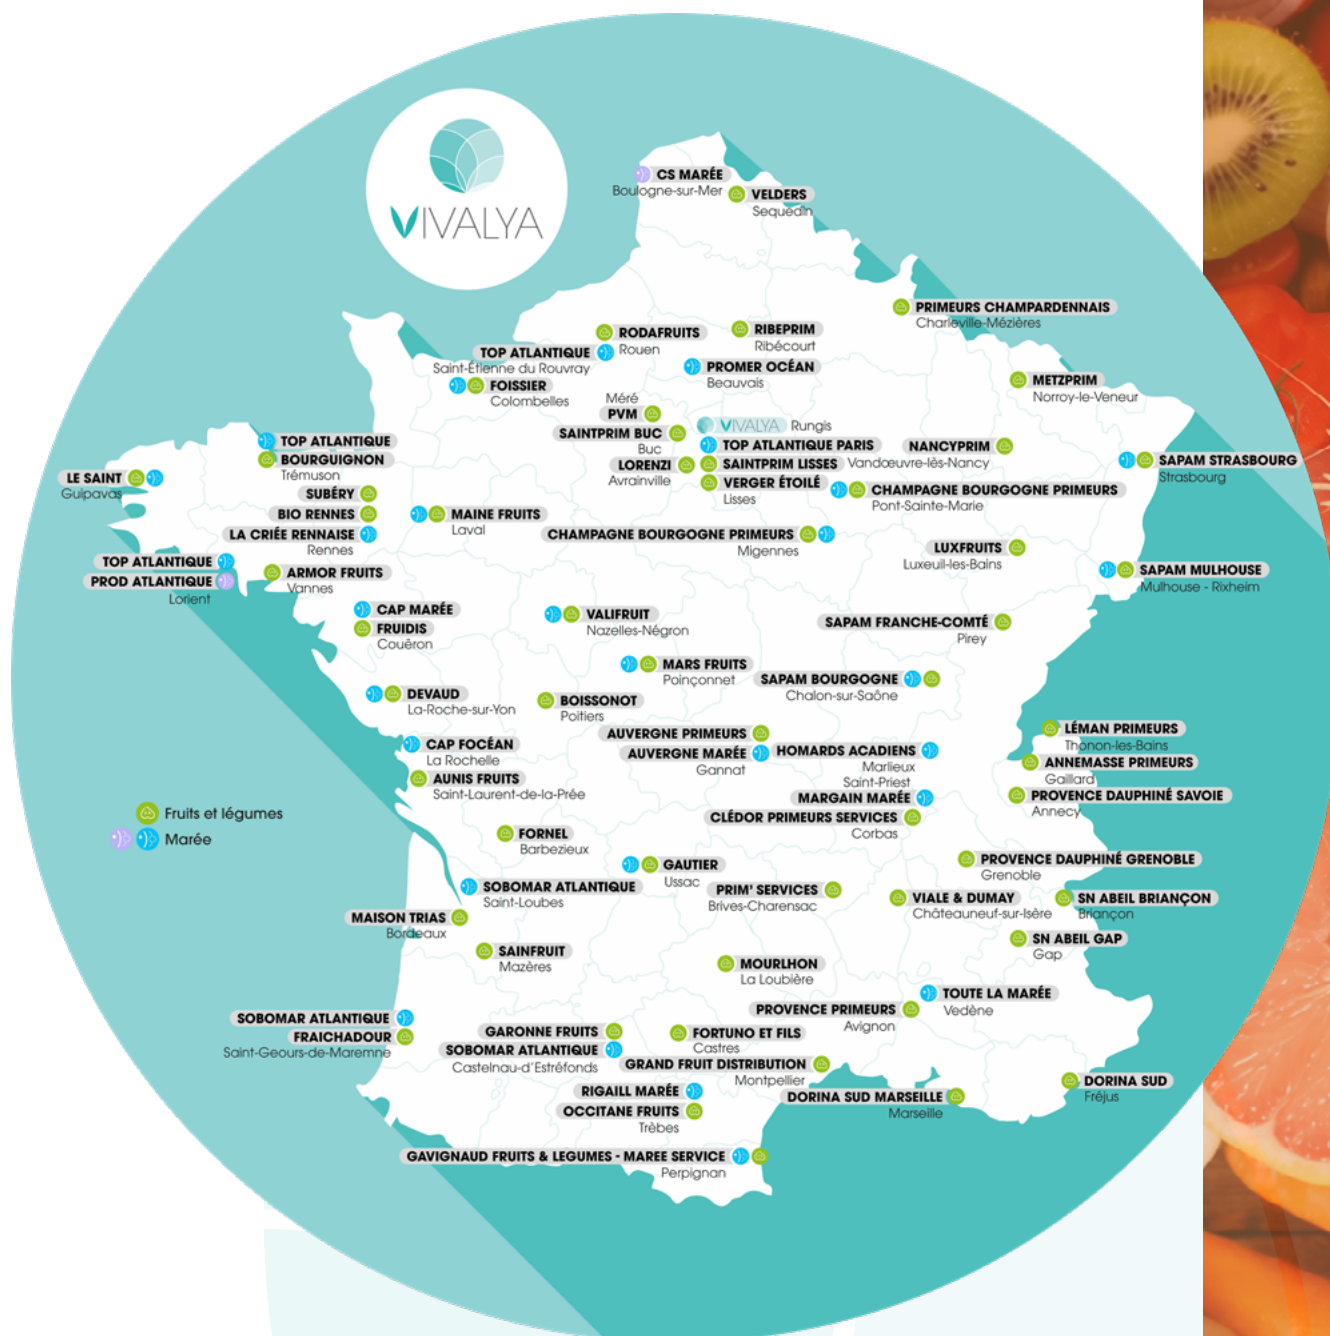 VIVALYA
CS MARÉE
Boulogne-sur-Mer
VELDERS
Sequedin
PRIMEURS CHAMPARDENNAIS
Charleville-Mézières
RODAFRUITS
Rouen
RIBEPRIM
Ribécourt
TOP ATLANTIQUE
Saint-Étienne du Rouvray
PROMER OCÉAN
Beauvais
FOISSIER
Colombelles
METZPRIM
Norroy-le-Veneur
Méré
PVM
SAINTPRIM BUC
Buc
VIVALYA Rungis
TOP ATLANTIQUE PARIS
LORENZI
Avrainville
SAINTPRIM LISSES
VERGER ÉTOILÉ
Lisses
NANCYPRIM
Vandœuvre-lès-Nancy
SAPAM STRASBOURG
Strasbourg
TOP ATLANTIQUE
BOURGUIGNON
Trémuson
LE SAINT
Guipavas
SUBÉRY
BIO RENNES
LA CRIÉE RENNAISE
Rennes
MAINE FRUITS
Laval
CHAMPAGNE BOURGOGNE PRIMEURS
Pont-Sainte-Marie
CHAMPAGNE BOURGOGNE PRIMEURS
Migennes
LUXFRUITS
Luxeuil-les-Bains
TOP ATLANTIQUE
PROD ATLANTIQUE
Lorient
ARMOR FRUITS
Vannes
SAPAM MULHOUSE
Mulhouse - Rixheim
CAP MARÉE
FRUIDIS
Couëron
VALIFRUIT
Nazelles-Négron
SAPAM FRANCHE-COMTÉ
Pirey
MARS FRUITS
Poinçonnet
SAPAM BOURGOGNE
Chalon-sur-Saône
DEVAUD
La-Roche-sur-Yon
BOISSONOT
Poitiers
CAP FOCÉAN
La Rochelle
AUNIS FRUITS
Saint-Laurent-de-la-Prée
AUVERGNE PRIMEURS
AUVERGNE MARÉE
Gannat
HOMARDS ACADIENS
Marlieux
Saint-Priest
MARGAIN MARÉE
CLÉDOR PRIMEURS SERVICES
Corbas
LÉMAN PRIMEURS
Thonon-les-Bains
ANNEMASSE PRIMEURS
Gaillard
PROVENCE DAUPHINÉ SAVOIE
Annecy
Fruits et légumes
Marée
FORNEL
Barbezieux
GAUTIER
Ussac
PRIM' SERVICES
Brives-Charensac
PROVENCE DAUPHINÉ GRENOBLE
Grenoble
SOBOMAR ATLANTIQUE
Saint-Loubes
VIALE & DUMAY
Châteauneuf-sur-Isère
SN ABEIL BRIANÇON
Briançon
MAISON TRIAS
Bordeaux
SAINFRUIT
Mazères
SN ABEIL GAP
Gap
MOURLHON
La Loubière
TOUTE LA MARÉE
Vedène
PROVENCE PRIMEURS
Avignon
SOBOMAR ATLANTIQUE
FRAICHADOUR
Saint-Geours-de-Maremne
GARONNE FRUITS
SOBOMAR ATLANTIQUE
Castelnau-d'Estréfonds
FORTUNO ET FILS
Castres
GRAND FRUIT DISTRIBUTION
Montpellier
RIGAILL MARÉE
OCCITANE FRUITS
Trèbes
DORINA SUD MARSEILLE
Marseille
DORINA SUD
Fréjus
GAVIGNAUD FRUITS & LEGUMES - MAREE SERVICE
Perpignan